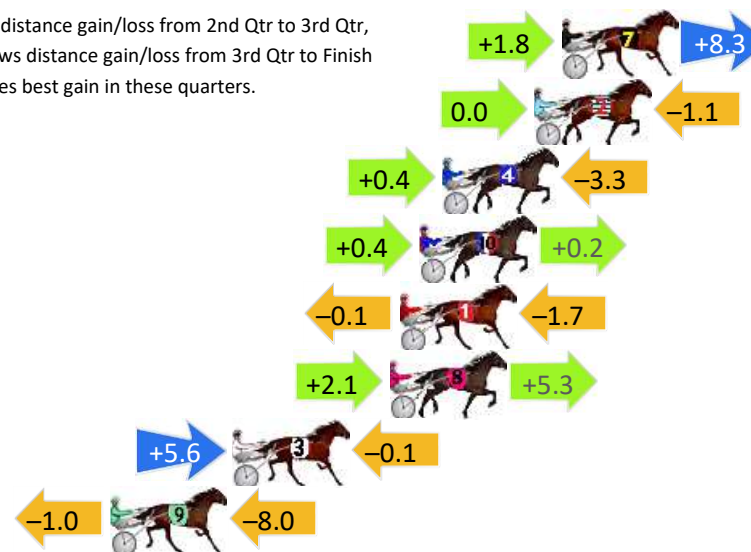 distance gain/loss from 2nd Qtr to 3rd Qtr,
ws distance gain/loss from 3rd Qtr to Finish
es best gain in these quarters.
+1.8 7 +8.3
0.0 2 –1.1
+0.4 4 –3.3
+0.4 10 +0.2
–0.1 1 –1.7
+2.1 8 +5.3
+5.6 3 –0.1
–1.0 9 –8.0